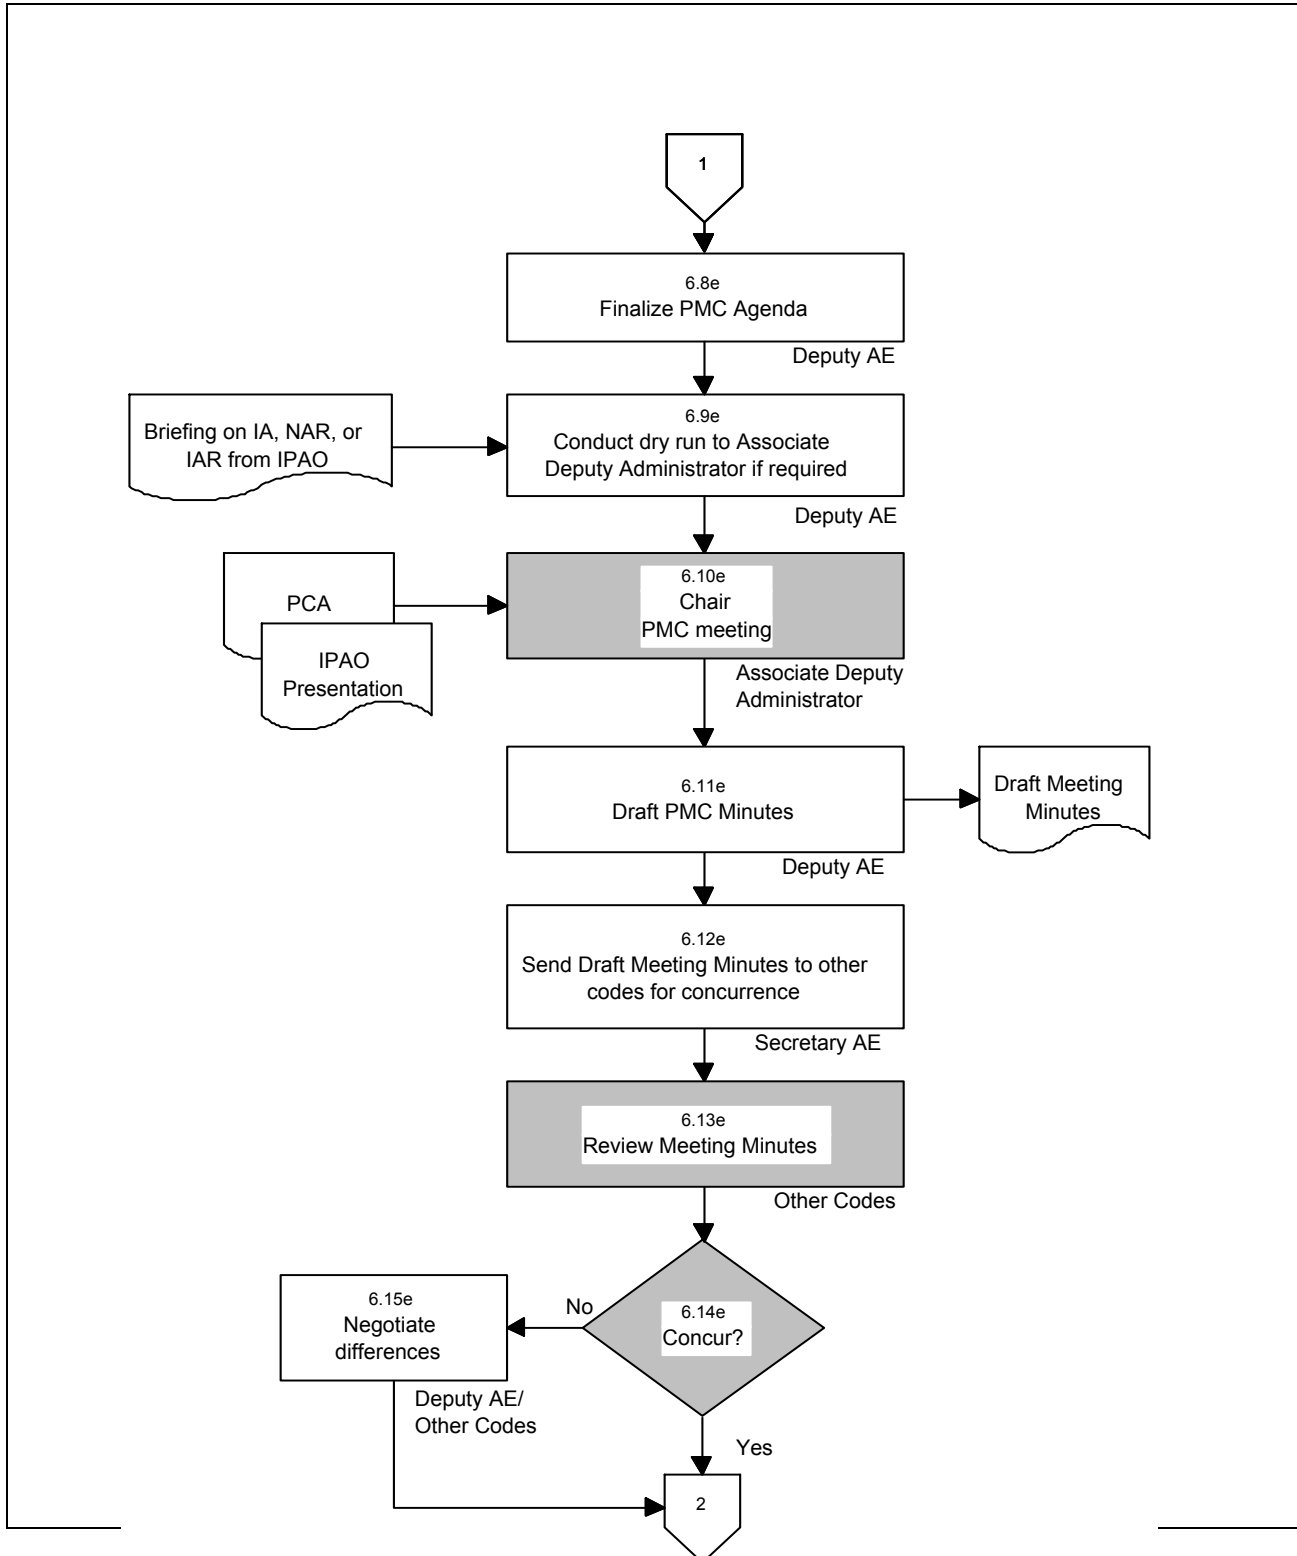 1
6.8e
Finalize PMC Agenda
Deputy AE
Briefing on IA, NAR, or
IAR from IPAO
6.9e
Conduct dry run to Associate
Deputy Administrator if required
Deputy AE
PCA
IPAO
Presentation
6.10e
Chair
PMC meeting
Associate Deputy
Administrator
6.11e
Draft PMC Minutes
Deputy AE
Draft Meeting
Minutes
6.12e
Send Draft Meeting Minutes to other
codes for concurrence
Secretary AE
6.13e
Review Meeting Minutes
Other Codes
6.14e
Concur?
No
6.15e
Negotiate
differences
Deputy AE/
Other Codes
Yes
2